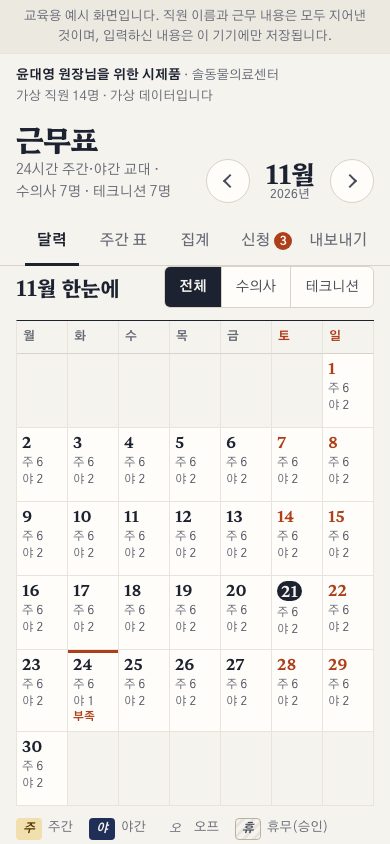 교육용 예시 화면입니다. 직원 이름과 근무 내용은 모두 지어낸
것이며, 입력하신 내용은 이 기기에만 저장됩니다.
윤대영 원장님을 위한 시제품 · 솔동물의료센터
가상 직원 14명 · 가상 데이터입니다
근무표
24시간 주간·야간 교대 ·
수의사 7명 · 테크니션 7명
11월
2026년
달력 주간 표 집계 신청 3 내보내기
11월 한눈에
전체 수의사 테크니션
월 화 수 목 금 토 일
1
주 6
야 2
2 3 4 5 6 7 8
주 6 주 6 주 6 주 6 주 6 주 6 주 6
야 2 야 2 야 2 야 2 야 2 야 2 야 2
9 10 11 12 13 14 15
주 6 주 6 주 6 주 6 주 6 주 6 주 6
야 2 야 2 야 2 야 2 야 2 야 2 야 2
16 17 18 19 20 21 22
주 6 주 6 주 6 주 6 주 6 주 6 주 6
야 2 야 2 야 2 야 2 야 2 야 2 야 2
23 24 25 26 27 28 29
주 6 주 6 주 6 주 6 주 6 주 6 주 6
야 2 야 1 야 2 야 2 야 2 야 2 야 2
부족
30
주 6
야 2
주 주간 야 야간 오 오프 휴 휴무(승인)